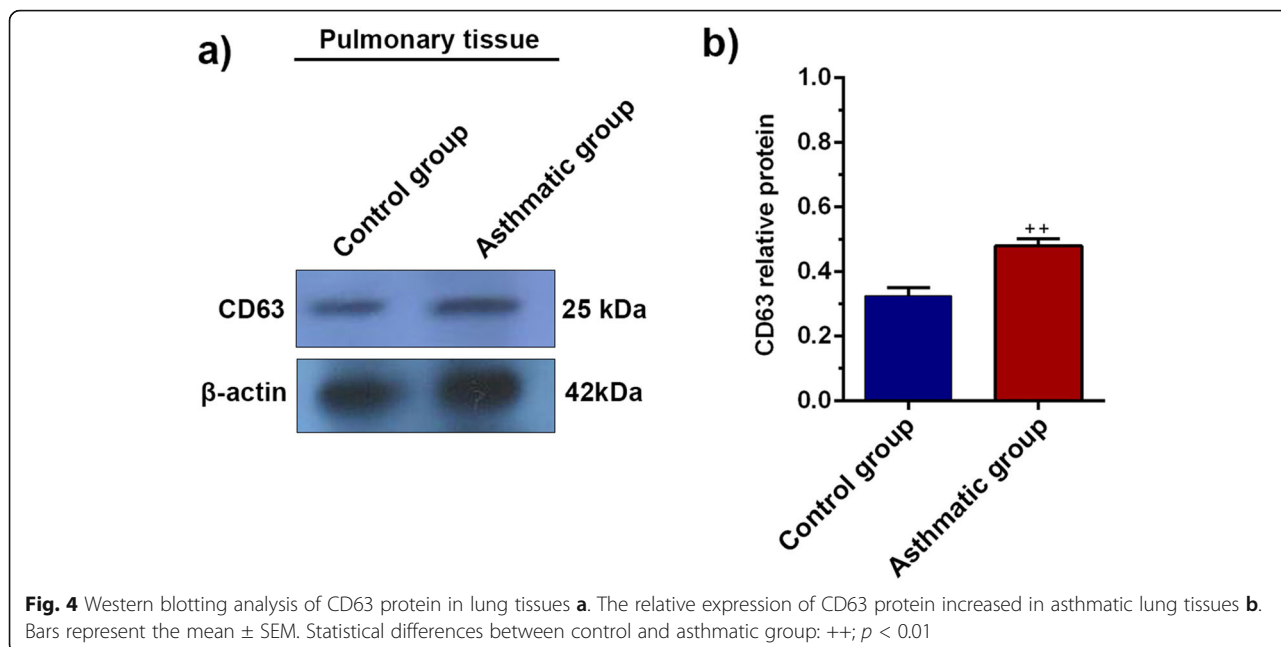 a)
Pulmonary tissue
Control group
Asthmatic group
CD63
25 kDa
β-actin
42kDa
b)
CD63 relative protein
1.0
0.8
0.6
0.4
0.2
0.0
++
Control group
Asthmatic group
Fig. 4 Western blotting analysis of CD63 protein in lung tissues a. The relative expression of CD63 protein increased in asthmatic lung tissues b.
Bars represent the mean ± SEM. Statistical differences between control and asthmatic group: ++; p < 0.01